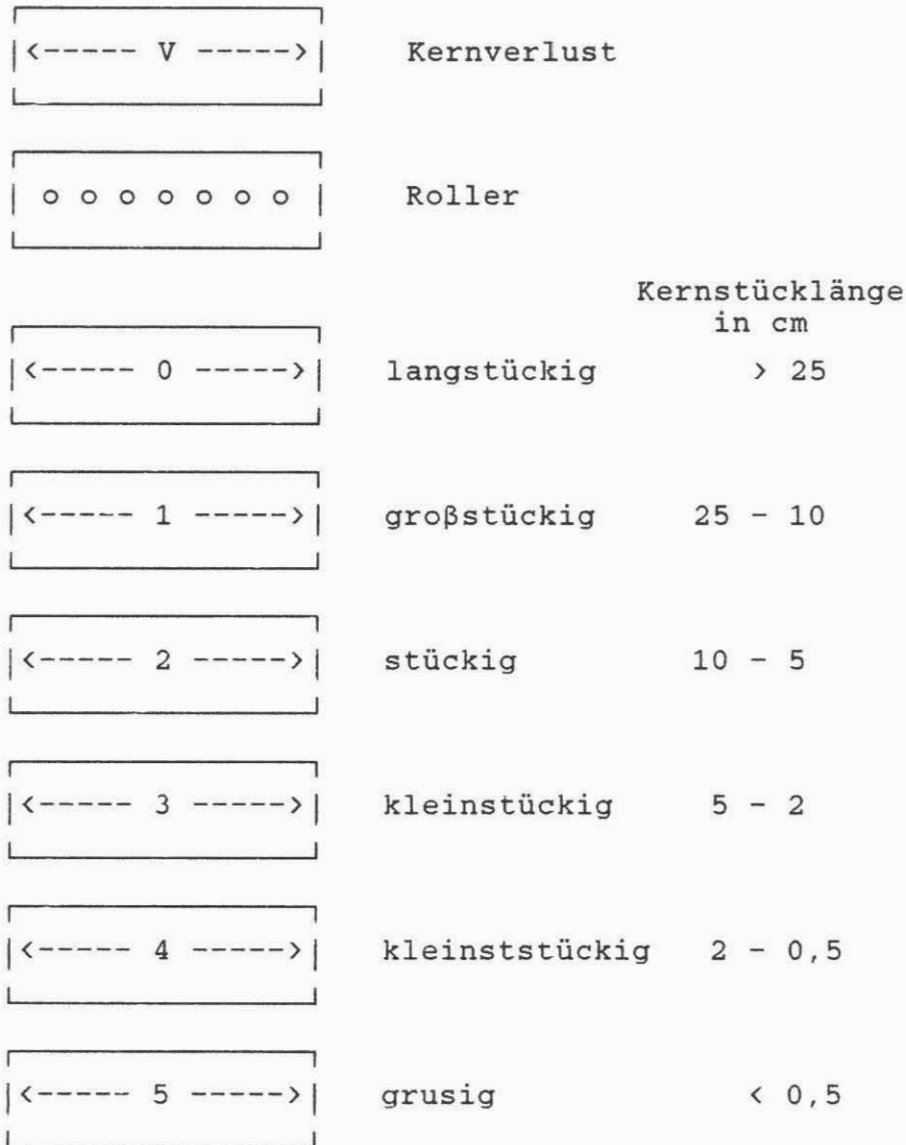 |<----- V ----->| Kernverlust
| o o o o o o o | Roller
Kernstücklänge
in cm
|<----- 0 ----->| langstückig > 25
|<----- 1 ----->| großstückig 25 - 10
|<----- 2 ----->| stückig 10 - 5
|<----- 3 ----->| kleinstückig 5 - 2
|<----- 4 ----->| kleinststückig 2 - 0,5
|<----- 5 ----->| grusig < 0,5